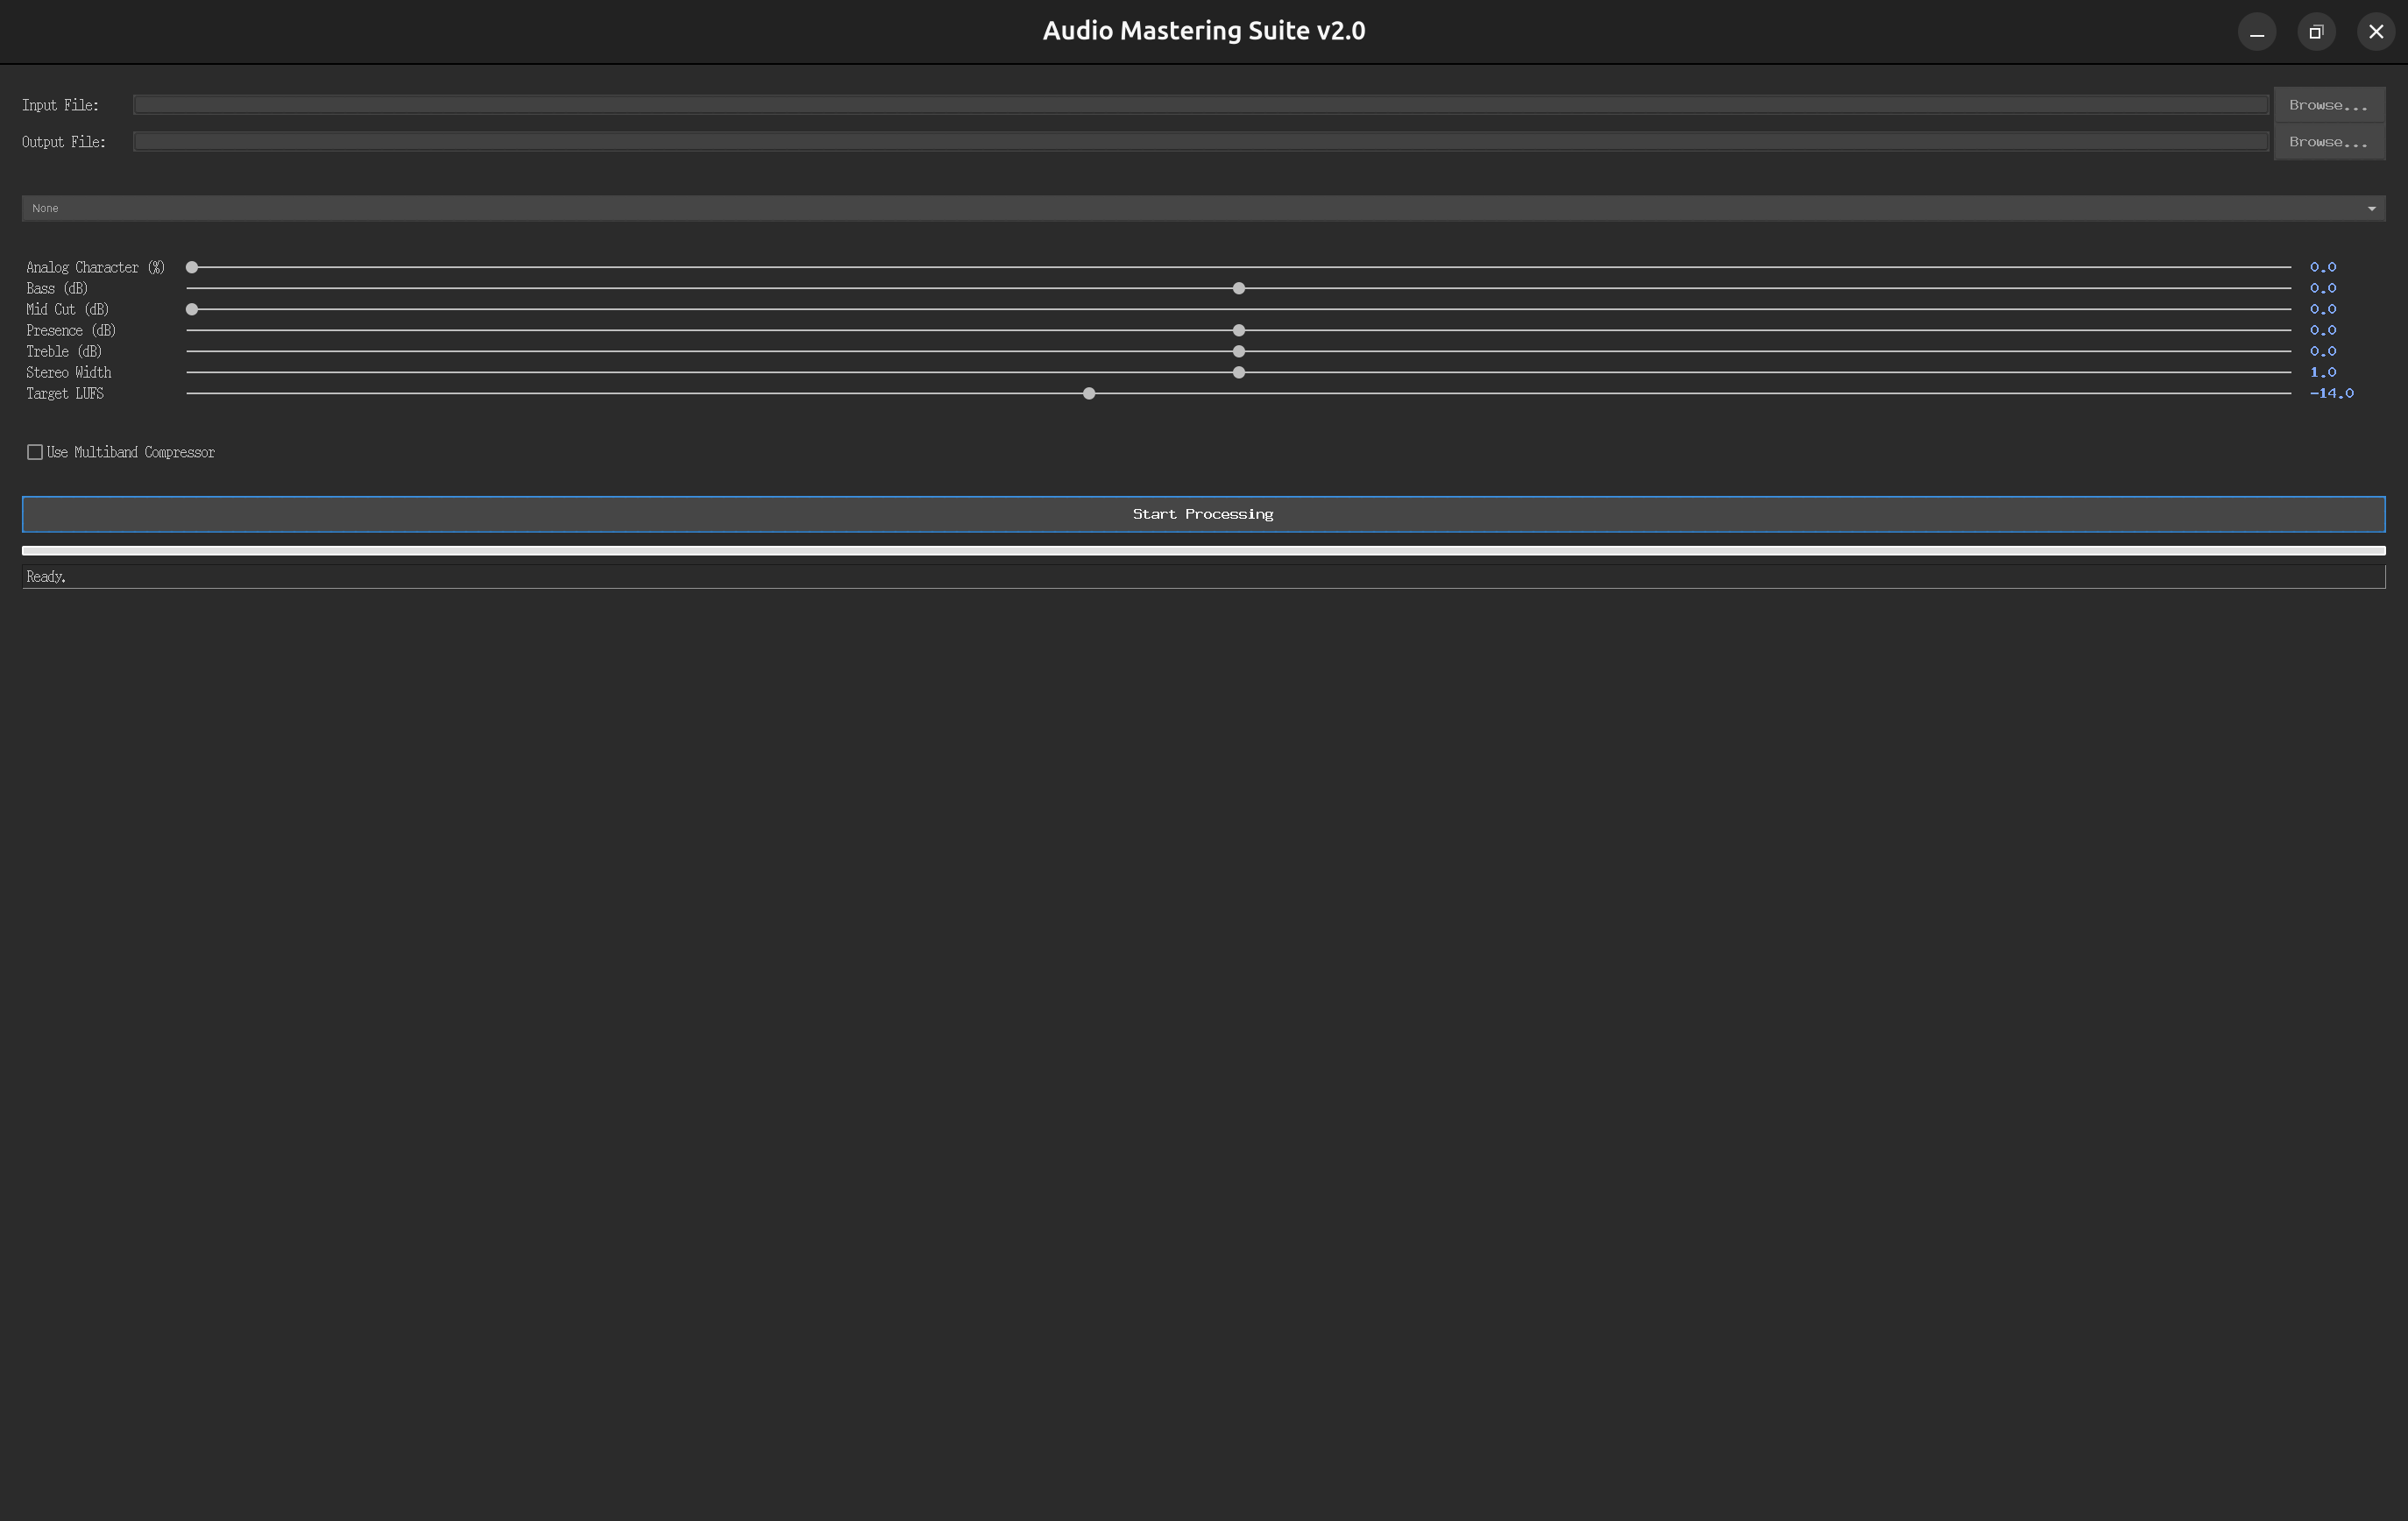 Audio Mastering Suite v2.0
Input File:
Browse...
Output File:
Browse...
None
Analog Character (%)
0.0
Bass (dB)
0.0
Mid Cut (dB)
0.0
Presence (dB)
0.0
Treble (dB)
0.0
Stereo Width
1.0
Target LUFS
-14.0
Use Multiband Compressor
Start Processing
Ready.